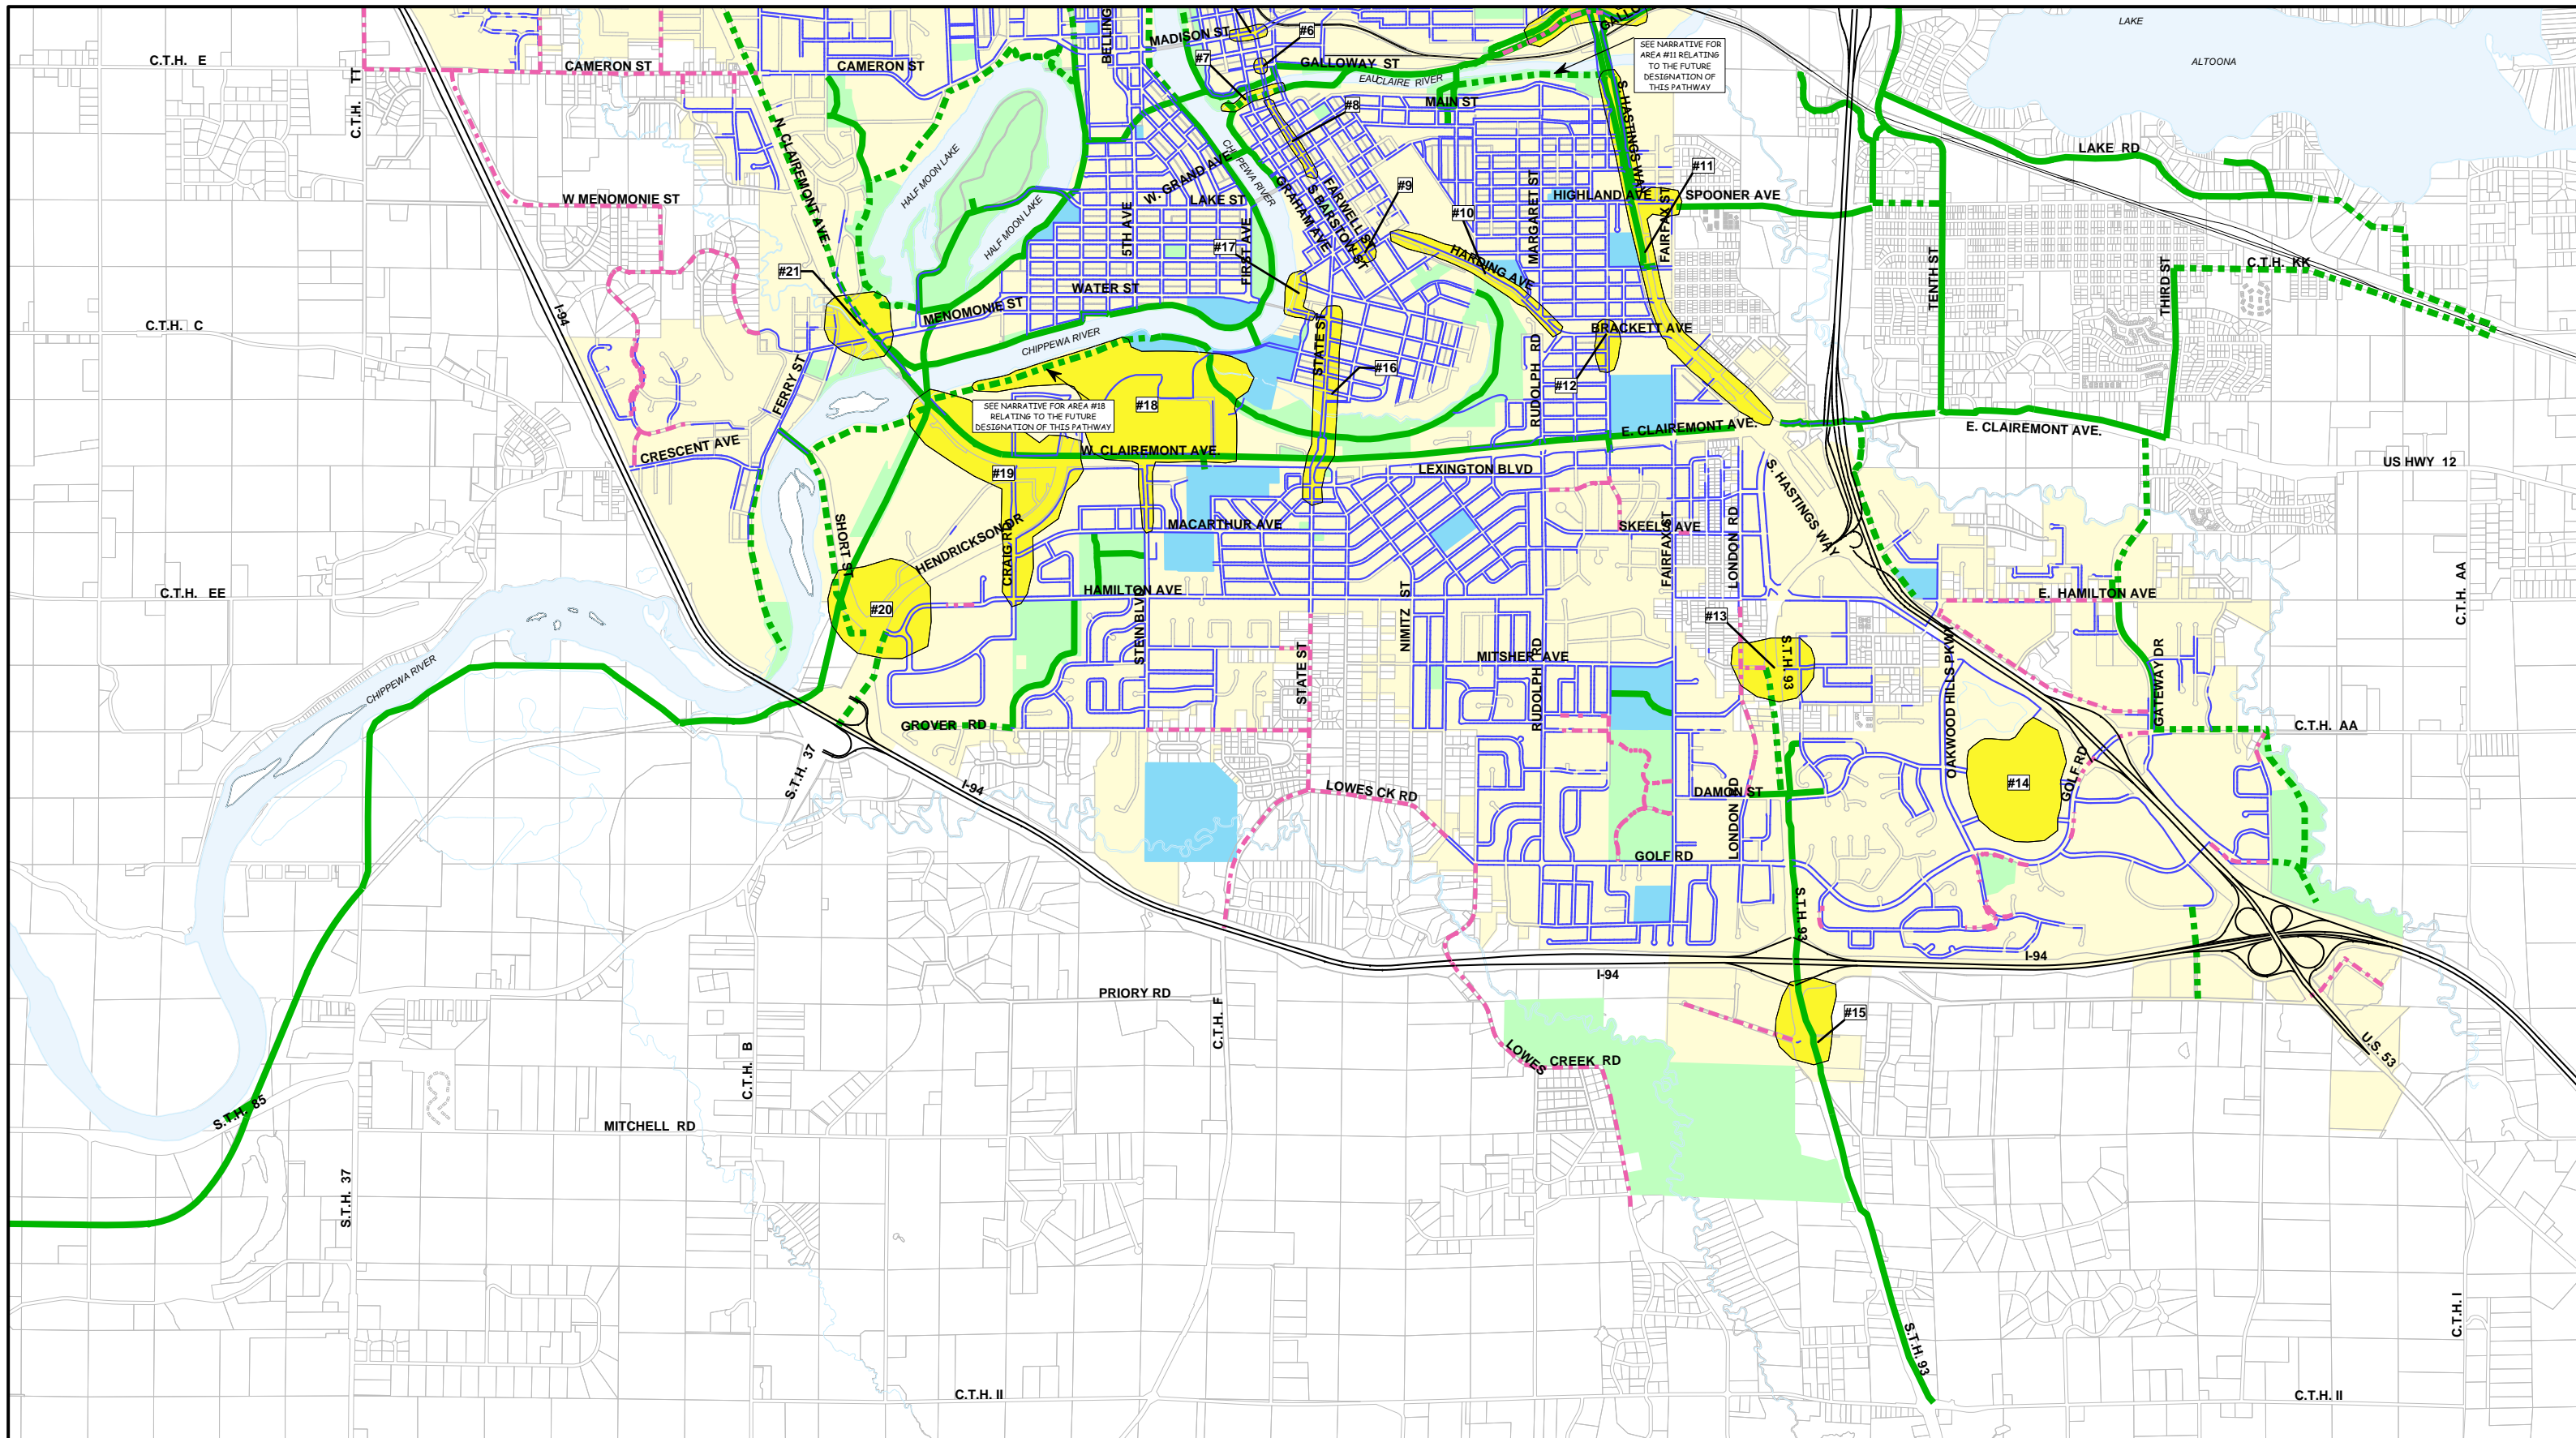 LAKE
ALTOONA
C.T.H. E
C.T.H. TT
CAMERON ST
CAMERON ST
MADISON ST
#6
#7
GALLOWAY ST
EAU CLAIRE RIVER
SEE NARRATIVE FOR
AREA #11 RELATING
TO THE FUTURE
DESIGNATION OF
THIS PATHWAY
MAIN ST
#8
S. HASTINGS WAY
N. CLAIREMONT AVE.
HALF MOON LAKE
HALF MOON LAKE
CHIPPEWA RIVER
W. GRAND AVE
LAKE ST
5TH AVE
FIRST AVE
GRAHAM AVE
S BARSTOW ST
FARWELL ST
#9
#10
#11
MARGARET ST
HIGHLAND AVE
FAIRFAX ST
SPOONER AVE
LAKE RD
W MENOMONIE ST
#17
HARDING AVE
TENTH ST
THIRD ST
C.T.H. KK
#21
WATER ST
MENOMONIE ST
I-94
C.T.H. C
CHIPPEWA RIVER
STATE ST
BRACKETT AVE
RUDOLPH RD
#12
#16
FERRY ST
SEE NARRATIVE FOR AREA #18
RELATING TO THE FUTURE
DESIGNATION OF THIS PATHWAY
#18
CRESCENT AVE
W. CLAIREMONT AVE.
E. CLAIREMONT AVE.
E. CLAIREMONT AVE.
US HWY 12
#19
LEXINGTON BLVD
S. HASTINGS WAY
SHORT ST
HENDRICKSON DR
CRAIG RD
MACARTHUR AVE
SKEELS AVE
FAIRFAX ST
LONDON RD
C.T.H. EE
#20
HAMILTON AVE
STEIN BLVD
NIMITZ ST
E. HAMILTON AVE
C.T.H. AA
#13
S.T.H. 93
OAKWOOD HILLS PKWY
GATEWAY DR
CHIPPEWA RIVER
STATE ST
MITSHER AVE
RUDOLPH RD
GROVER RD
C.T.H. AA
S.T.H. 37
I-94
LOWES CK RD
DAMON ST
LONDON RD
#14
GOLF RD
GOLF RD
S.T.H. 93
I-94
I-94
PRIORY RD
C.T.H. F
#15
C.T.H. B
LOWES
CREEK RD
U.S. 53
S.T.H. 85
MITCHELL RD
S.T.H. 37
C.T.H. I
S.T.H. 93
C.T.H. II
C.T.H. II